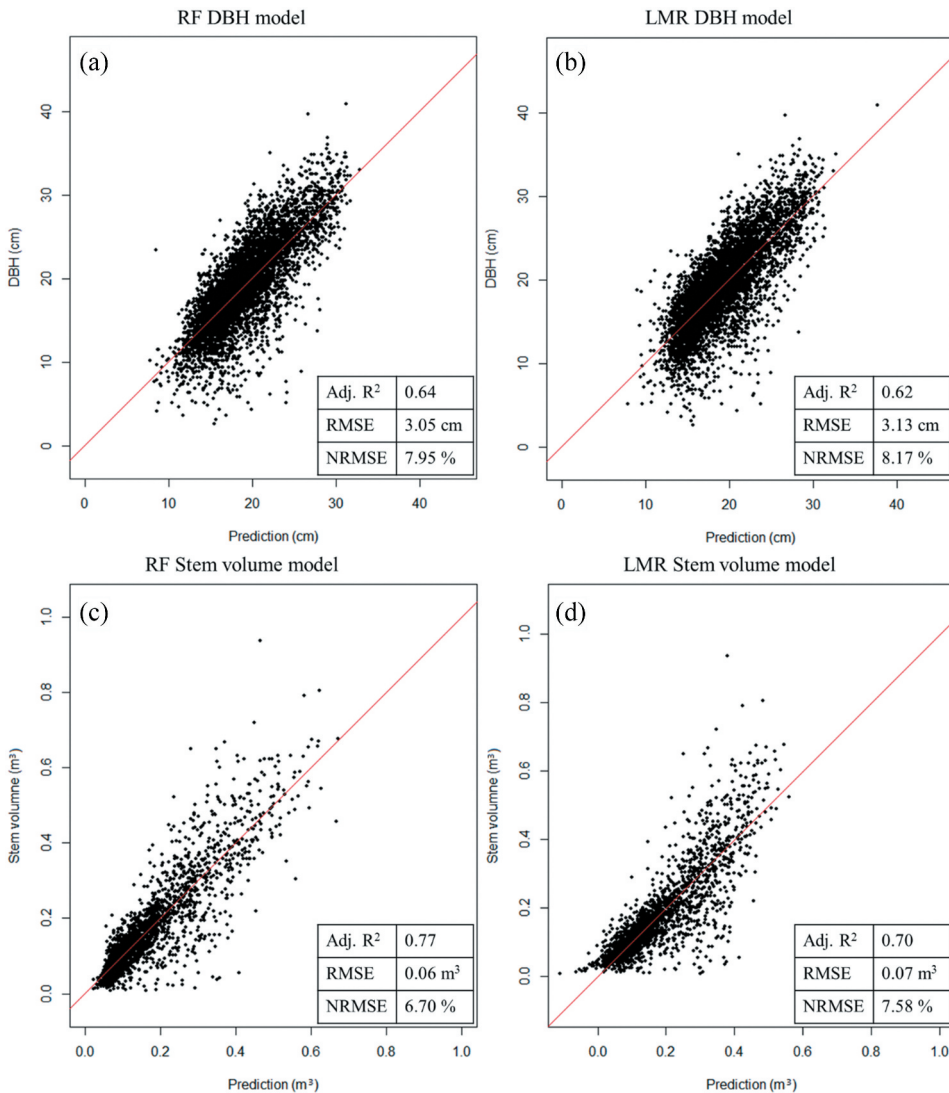 RF DBH model
LMR DBH model
(a)
(b)
DBH (cm)
40
30
20
10
0
Adj. R² 0.64
RMSE 3.05 cm
NRMSE 7.95 %
0 10 20 30 40
Prediction (cm)
DBH (cm)
40
30
20
10
0
Adj. R² 0.62
RMSE 3.13 cm
NRMSE 8.17 %
0 10 20 30 40
Prediction (cm)
RF Stem volume model
LMR Stem volume model
(c)
(d)
Stem volumne (m³)
1.0
0.8
0.6
0.4
0.2
0.0
Adj. R² 0.77
RMSE 0.06 m³
NRMSE 6.70 %
0.0 0.2 0.4 0.6 0.8 1.0
Prediction (m³)
Stem volumne (m³)
1.0
0.8
0.6
0.4
0.2
0.0
Adj. R² 0.70
RMSE 0.07 m³
NRMSE 7.58 %
0.0 0.2 0.4 0.6 0.8 1.0
Prediction (m³)